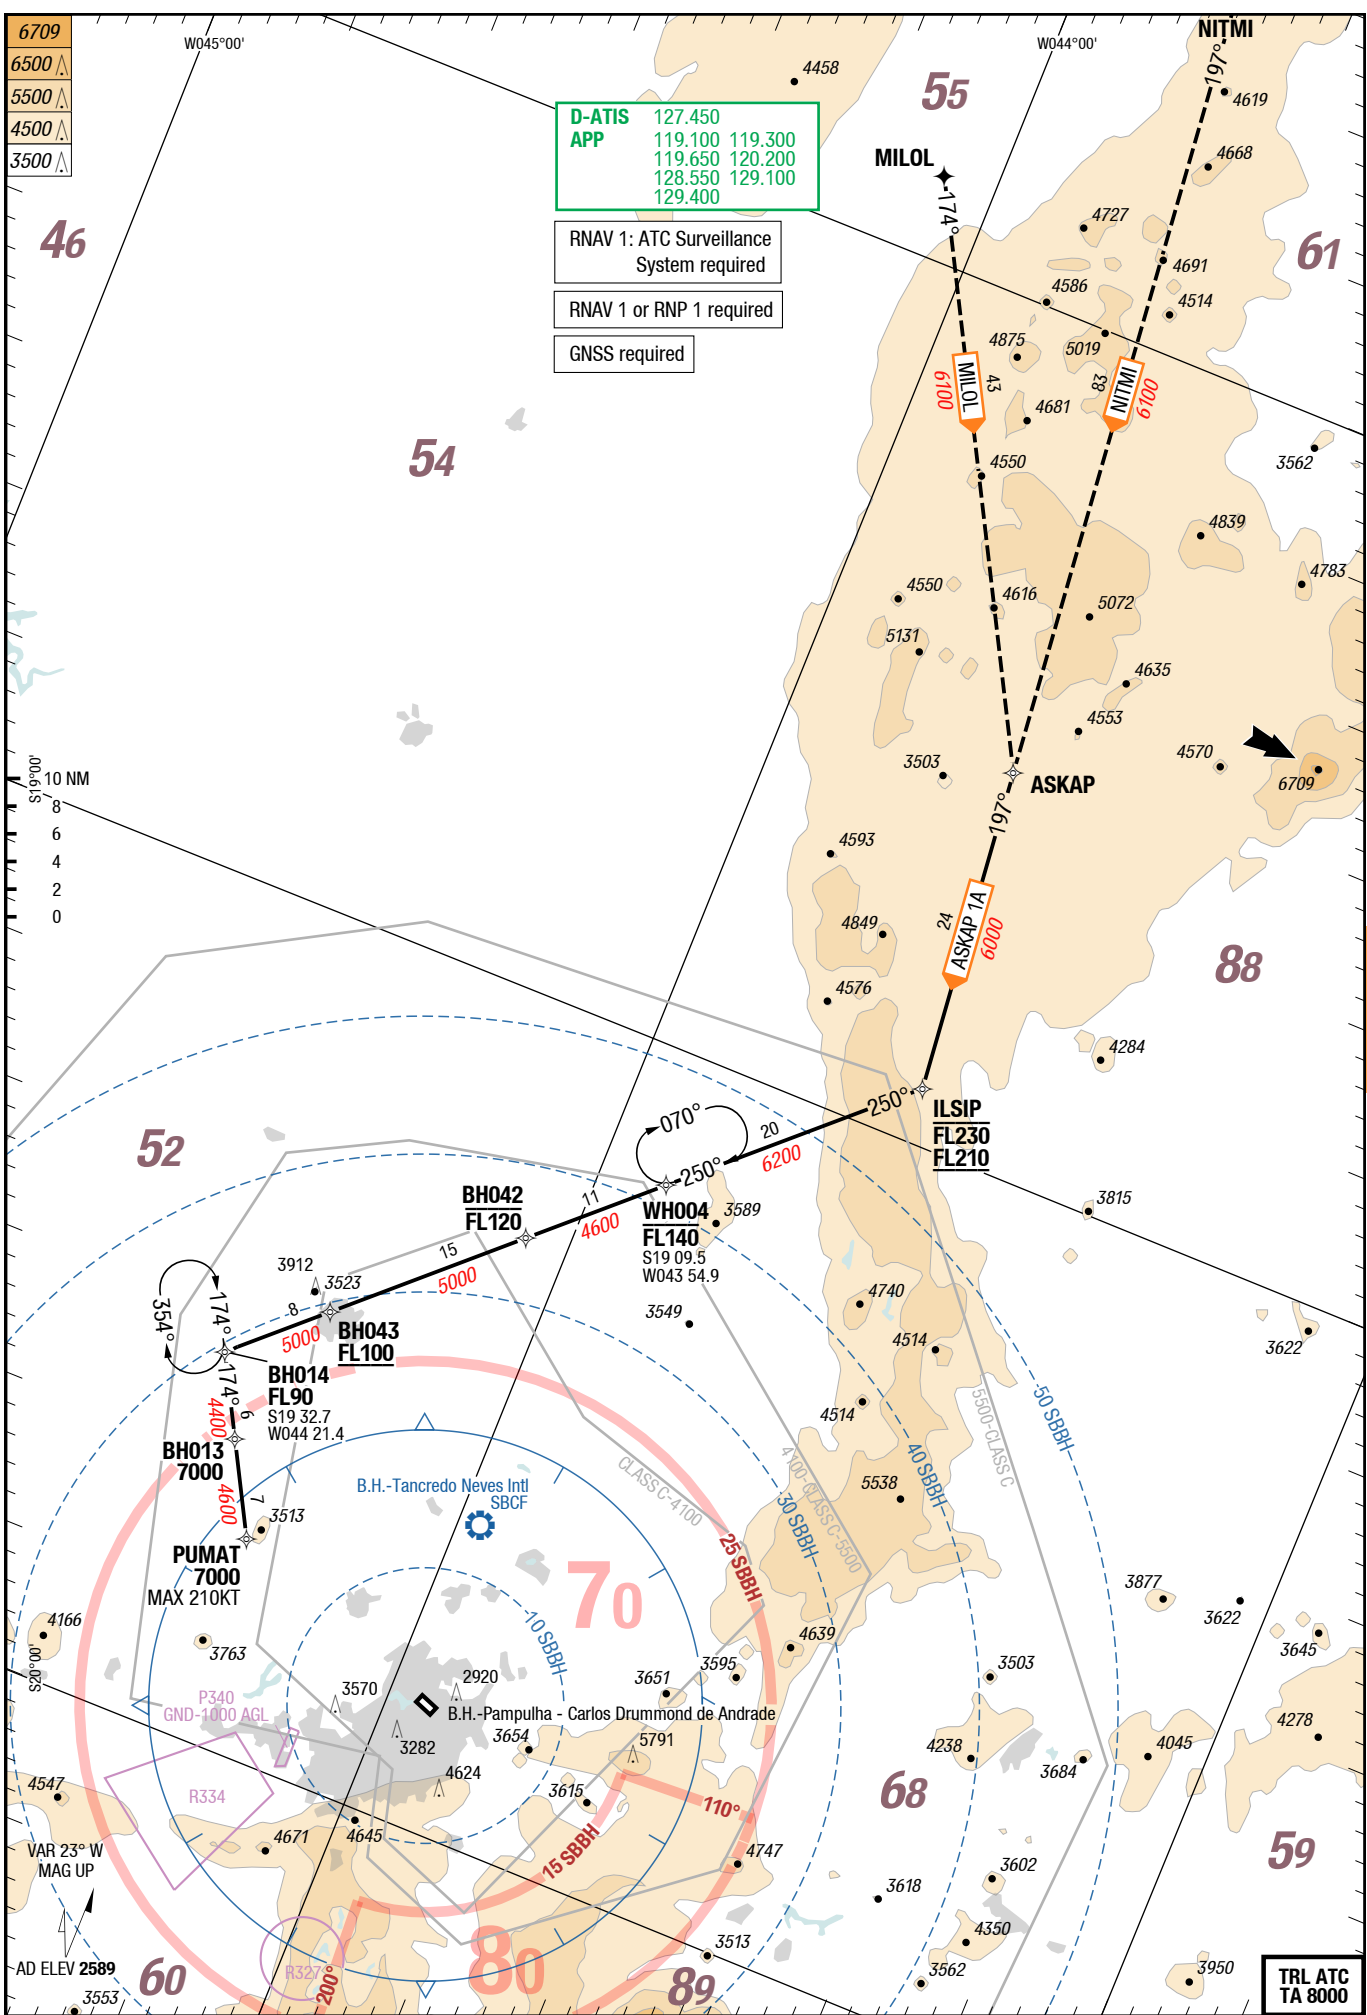 6709
6500
5500
4500
3500
W045°00'
W044°00'
NITMI
197°
4619
4458
55
D-ATIS 127.450
APP 119.100 119.300
119.650 120.200
128.550 129.100
129.400
MILOL
174°
4668
RNAV 1: ATC Surveillance
System required
RNAV 1 or RNP 1 required
GNSS required
46
4727
4691
61
4586
4514
4875
5019
MILOL
43
6100
83
NITMI
6100
4681
54
4550
3562
4839
4783
4550
4616
5072
5131
4635
4553
3503
4570
6709
ASKAP
197°
S19°00'
10 NM
8
6
4
2
0
4593
4849
24
ASKAP 1A
6000
88
4576
4284
250°
ILSIP
FL230
FL210
52
070°
20
6200
250°
BH042
FL120
11
4600
WH004
FL140
S19 09.5
W043 54.9
3589
3815
15
5000
3912
3523
354°
174°
8
5000
BH043
FL100
3549
4740
4514
3622
174°
BH014
FL90
S19 32.7
W044 21.4
6
4400
BH013
7000
4514
5500-CLASS C
50 SBBH
40 SBBH
4100-CLASS C-5500
CLASS C-4100
30 SBBH
5538
B.H.-Tancredo Neves Intl
SBCF
7
4600
3513
PUMAT
7000
MAX 210KT
25 SBBH
70
10 SBBH
3877
3622
4166
3763
4639
3645
S20°00'
3595
3503
3651
P340
GND-1000 AGL
3570
2920
B.H.-Pampulha - Carlos Drummond de Andrade
3282
3654
5791
4278
4238
3684
4045
4547
R334
4624
3615
110°
68
4671
4645
15 SBBH
4747
59
VAR 23° W
MAG UP
3602
3618
4350
AD ELEV 2589
60
R327
200°
80
3513
89
3562
3950
3553
TRL ATC
TA 8000